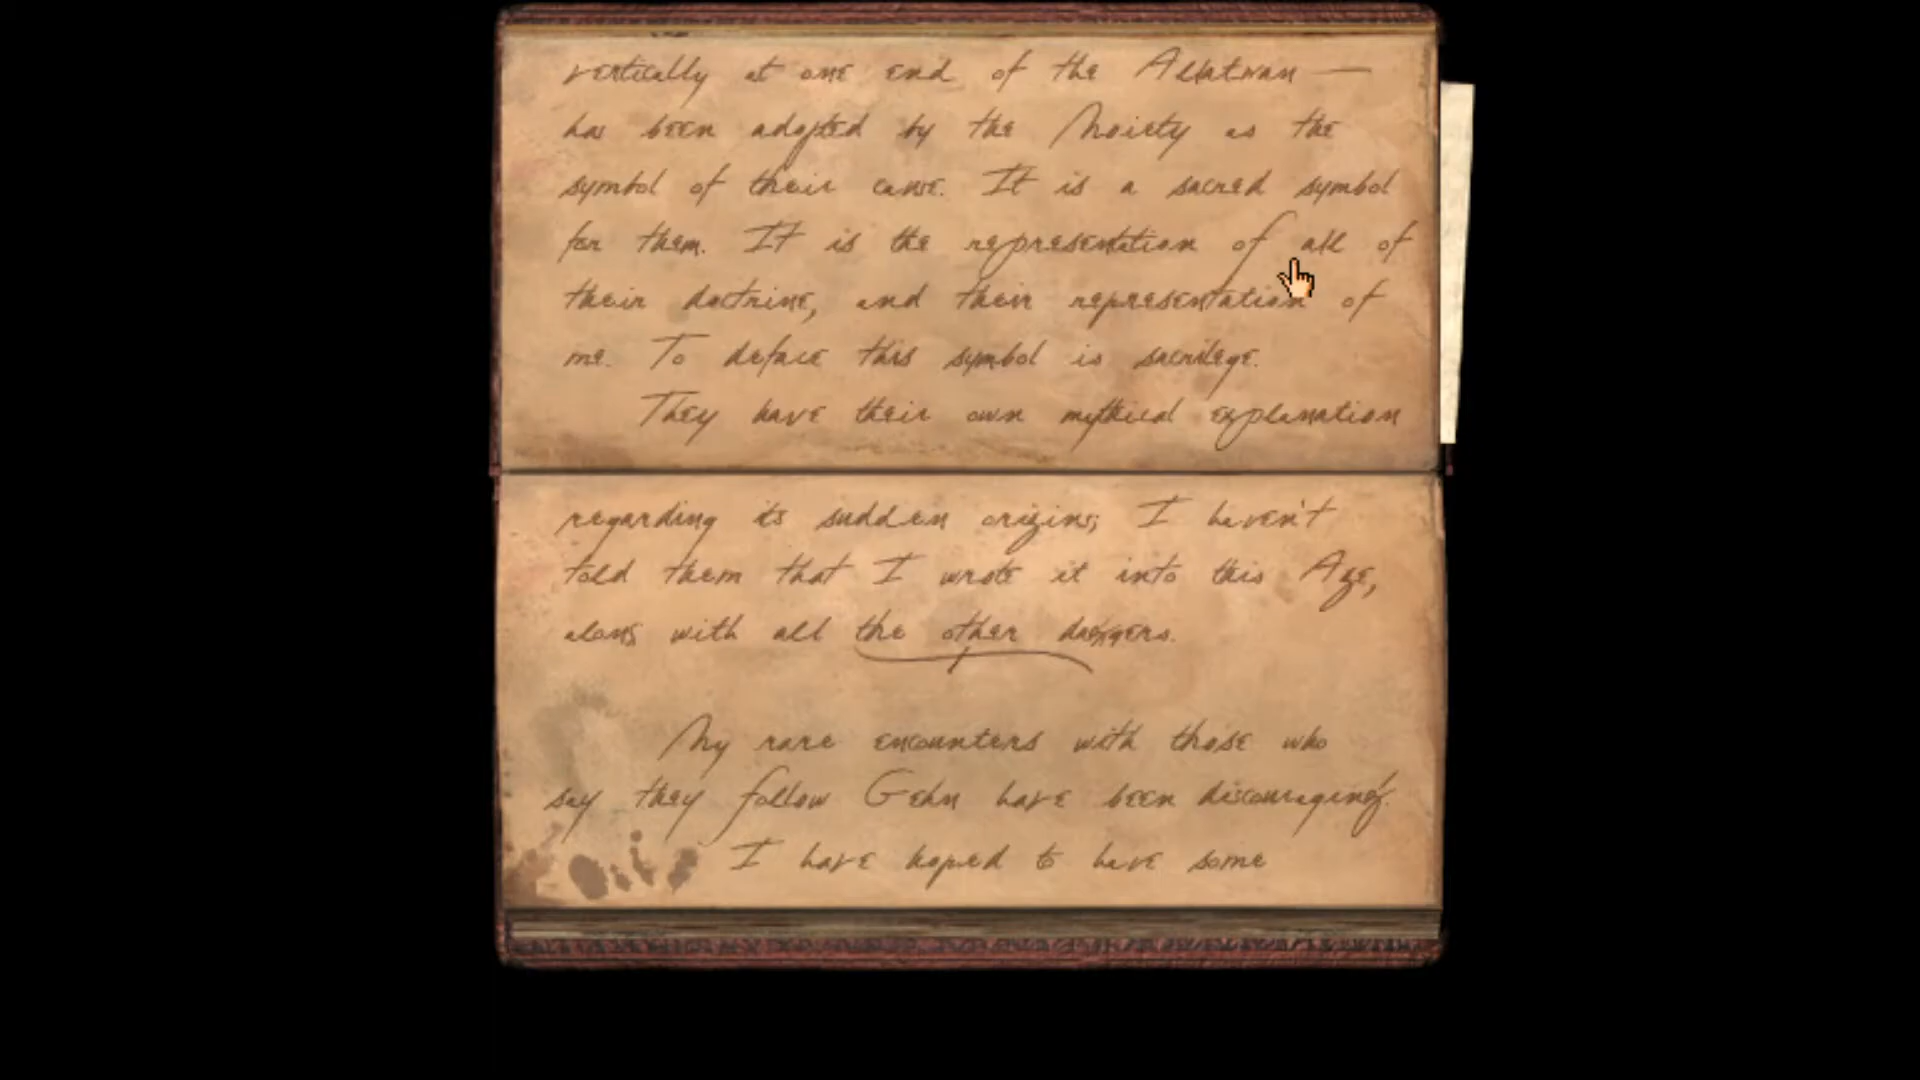 vertically at one end of the Allatwan —
has been adopted by the Moiety as the
symbol of their cause. It is a sacred symbol
for them. It is the representation of all of
their doctrine, and their representation of
me. To deface this symbol is sacrilege.
They have their own mythical explanation
regarding its sudden origins; I haven't
told them that I wrote it into this Age,
along with all the other daggers.
My rare encounters with those who
say they follow Gehn have been discouraging.
I have hoped to have some